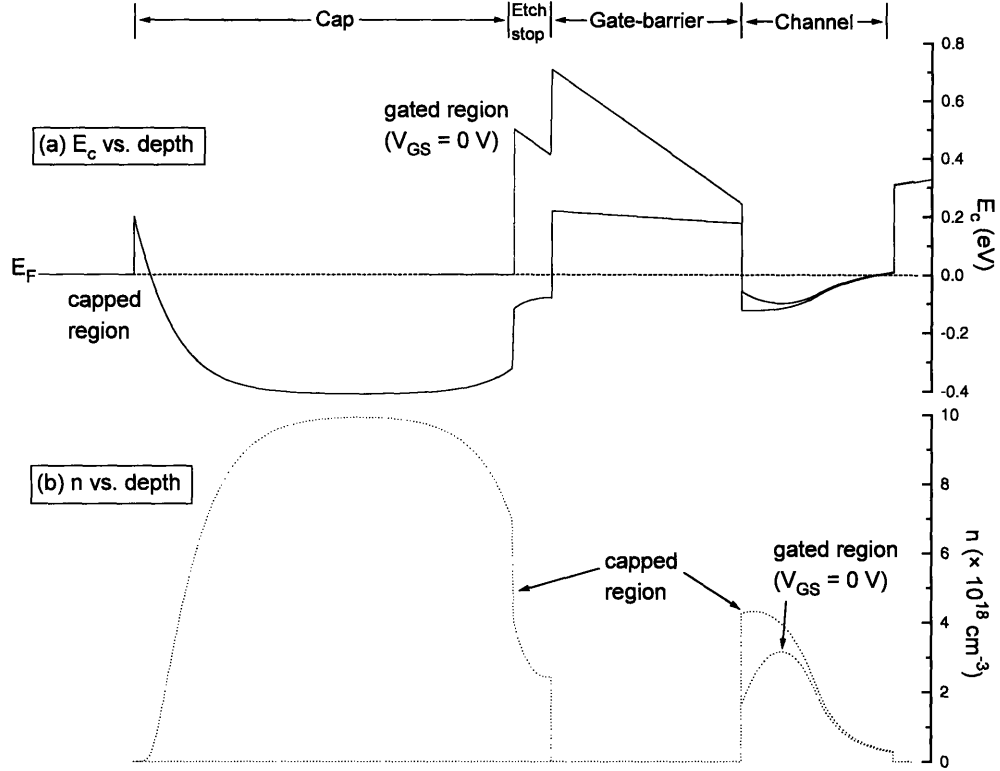 Cap
Etch
stop
Gate-barrier
Channel
0.8
gated region
(V_GS = 0 V)
0.6
(a) E_c vs. depth
0.4
E_c (eV)
0.2
E_F
0.0
capped
region
-0.2
-0.4
10
(b) n vs. depth
8
n (× 10^18 cm^-3)
6
capped
region
gated region
(V_GS = 0 V)
4
2
0